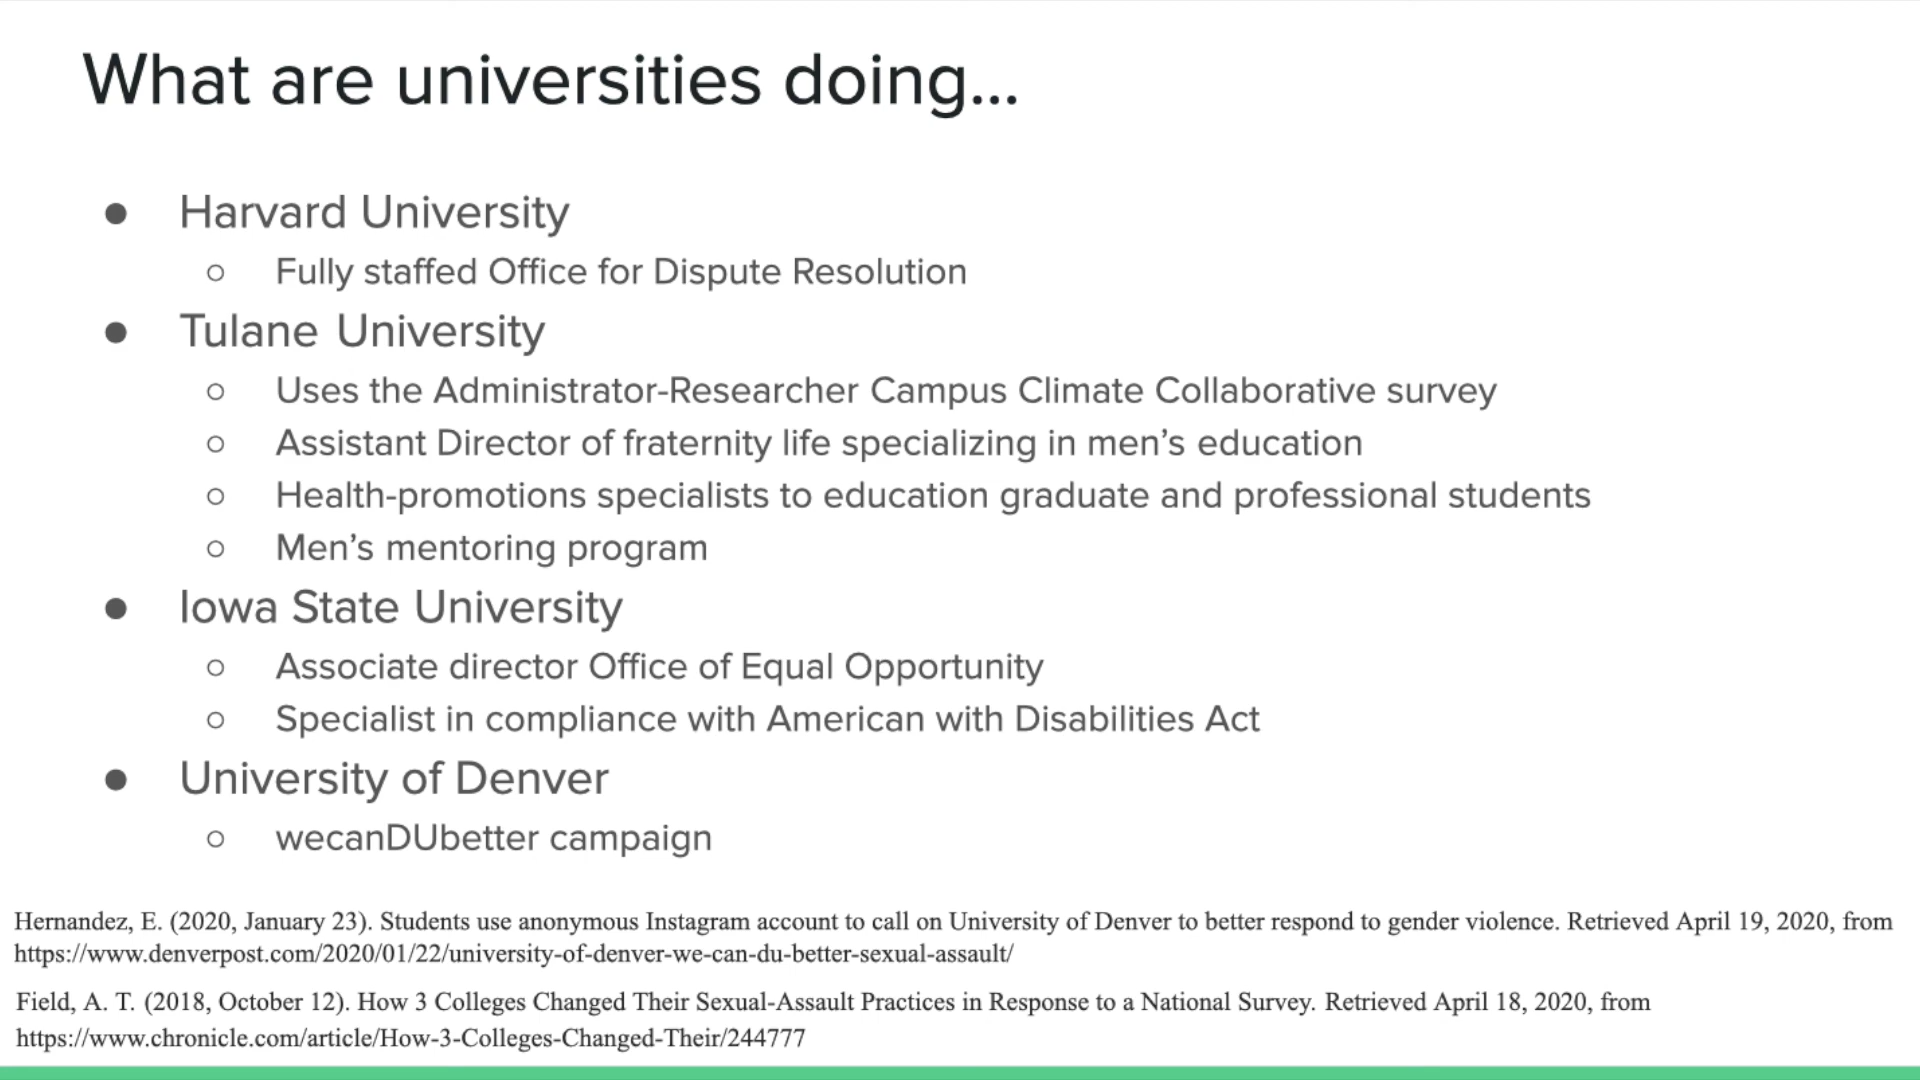 What are universities doing...
● Harvard University
○ Fully staffed Office for Dispute Resolution
● Tulane University
○ Uses the Administrator-Researcher Campus Climate Collaborative survey
○ Assistant Director of fraternity life specializing in men’s education
○ Health-promotions specialists to education graduate and professional students
○ Men’s mentoring program
● Iowa State University
○ Associate director Office of Equal Opportunity
○ Specialist in compliance with American with Disabilities Act
● University of Denver
○ wecanDUbetter campaign
Hernandez, E. (2020, January 23). Students use anonymous Instagram account to call on University of Denver to better respond to gender violence. Retrieved April 19, 2020, from
https://www.denverpost.com/2020/01/22/university-of-denver-we-can-du-better-sexual-assault/
Field, A. T. (2018, October 12). How 3 Colleges Changed Their Sexual-Assault Practices in Response to a National Survey. Retrieved April 18, 2020, from
https://www.chronicle.com/article/How-3-Colleges-Changed-Their/244777